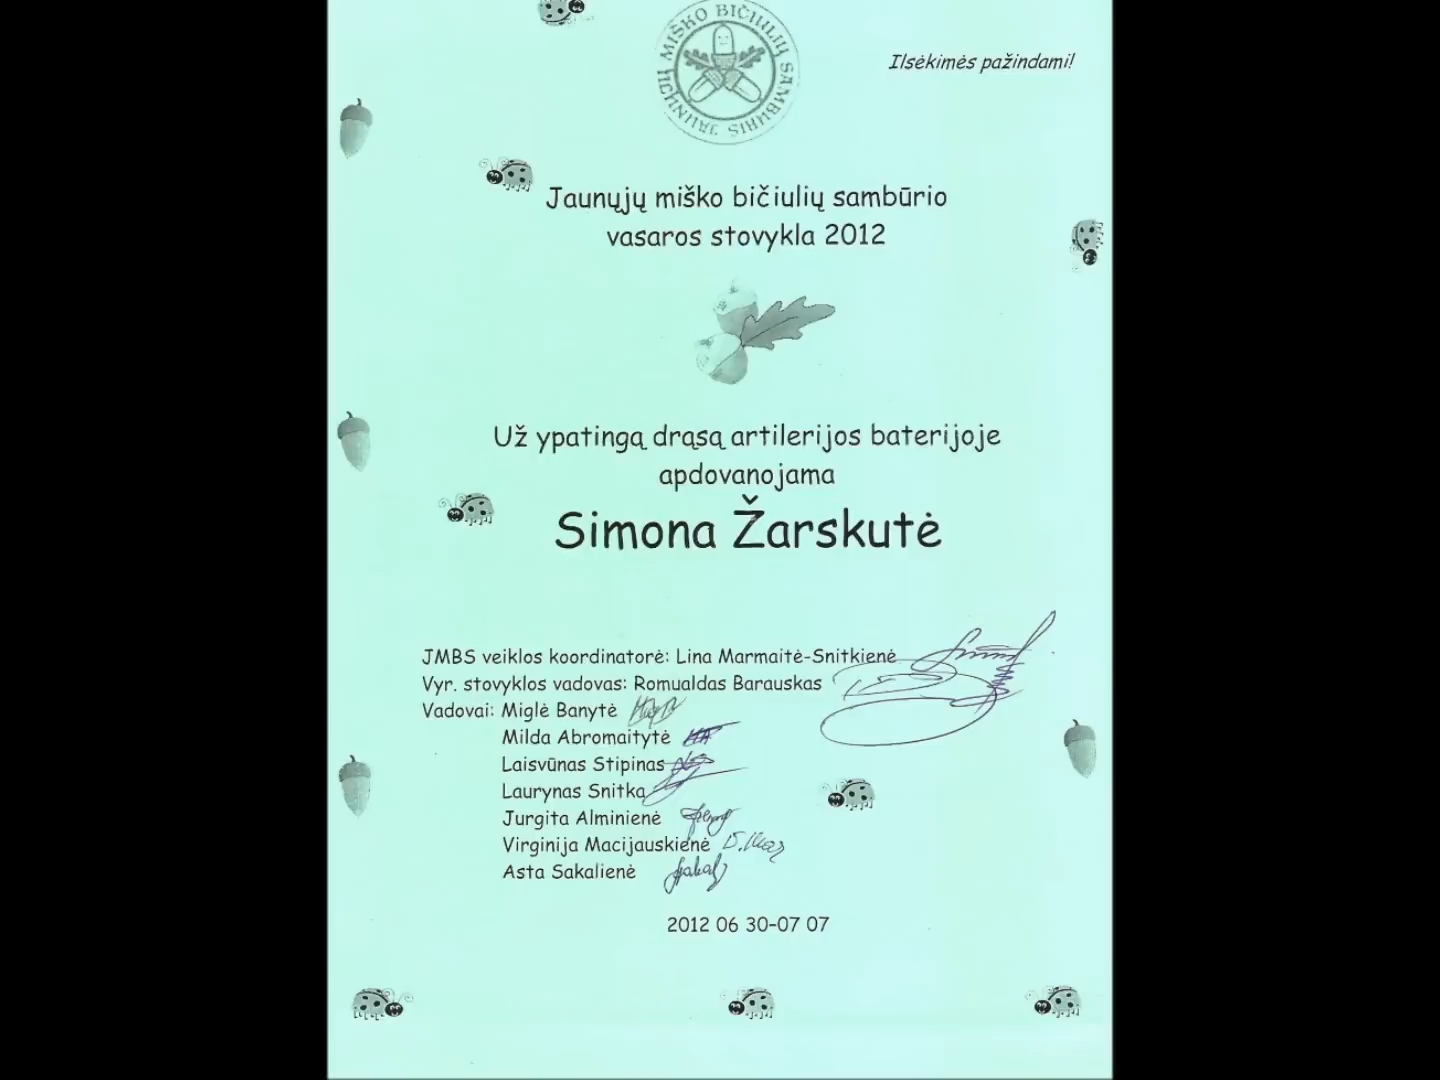 JAUNŲJŲ MIŠKO BIČIULIŲ SAMBŪRIS
Ilsėkimės pažindami!
Jaunųjų miško bičiulių sambūrio
vasaros stovykla 2012
Už ypatingą drąsą artilerijos baterijoje
apdovanojama
Simona Žarskutė
JMBS veiklos koordinatorė: Lina Marmaitė-Snitkienė
Vyr. stovyklos vadovas: Romualdas Barauskas
Vadovai: Miglė Banytė
Milda Abromaitytė
Laisvūnas Stipinas
Laurynas Snitka
Jurgita Alminienė
Virginija Macijauskienė
Asta Sakalienė
2012 06 30-07 07